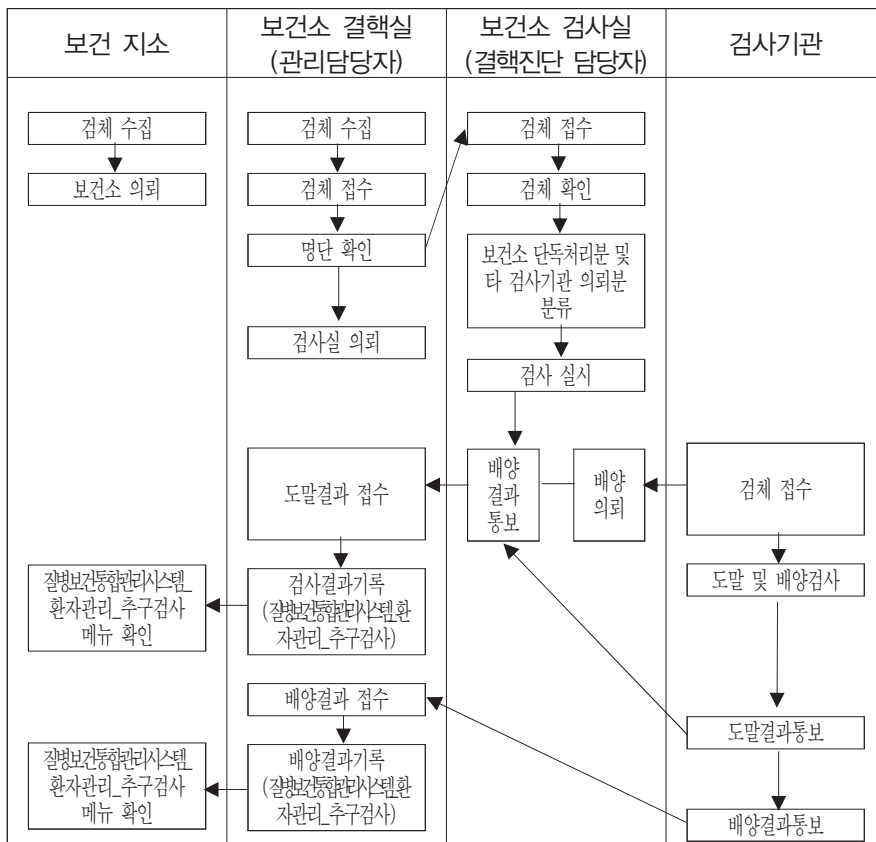 보건 지소
보건소 결핵실
(관리담당자)
보건소 검사실
(결핵진단 담당자)
검사기관
검체 수집
검체 수집
검체 접수
보건소 의뢰
검체 접수
검체 확인
명단 확인
보건소 단독처리분 및
타 검사기관 의뢰분
분류
검사실 의뢰
검사 실시
도말결과 접수
배양
결과
통보
배양
의뢰
검체 접수
도말 및 배양검사
질병보건통합관리시스템_
환자관리_추구검사
메뉴 확인
검사결과기록
(질병보건통합관리시스템환
자관리_추구검사)
배양결과 접수
도말결과통보
질병보건통합관리시스템_
환자관리_추구검사
메뉴 확인
배양결과기록
(질병보건통합관리시스템환
자관리_추구검사)
배양결과통보